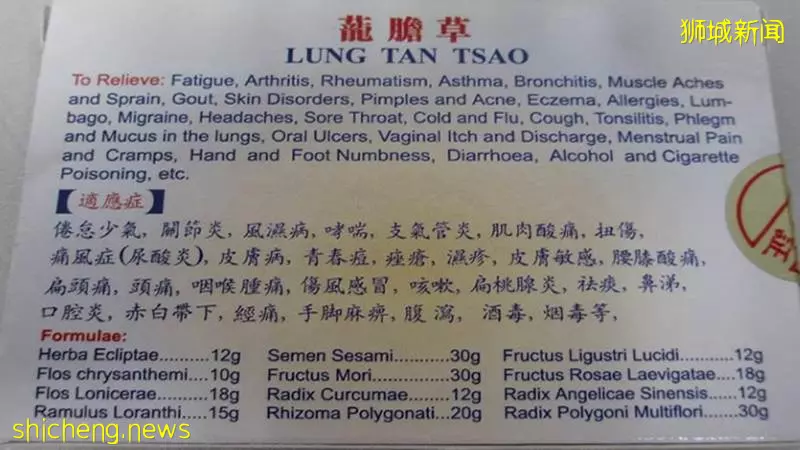 狮城新闻
龍膽草
LUNG TAN TSAO
To Relieve: Fatigue, Arthritis, Rheumatism, Asthma, Bronchitis, Muscle Aches
and Sprain, Gout, Skin Disorders, Pimples and Acne, Eczema, Allergies, Lum-
bago, Migraine, Headaches, Sore Throat, Cold and Flu, Cough, Tonsilitis, Phlegm
and Mucus in the lungs, Oral Ulcers, Vaginal Itch and Discharge, Menstrual Pain
and Cramps, Hand and Foot Numbness, Diarrhoea, Alcohol and Cigarette
Poisoning, etc.
【適應症】
倦怠少氣, 關節炎, 風濕病, 哮喘, 支氣管炎, 肌肉酸痛, 扭傷,
痛風症(尿酸炎), 皮膚病, 青春痘, 痤瘡, 濕疹, 皮膚敏感, 腰膝酸痛,
扁頭痛, 頭痛, 咽喉腫痛, 傷風感冒, 咳嗽, 扁桃腺炎, 祛痰, 鼻涕,
口腔炎, 赤白帶下, 經痛, 手脚麻痹, 腹瀉, 酒毒, 烟毒等,
Formulae:
Herba Ecliptae..........12g Semen Sesami............30g Fructus Ligustri Lucidi...........12g
Flos chrysanthemi....10g Fructus Mori...............30g Fructus Rosae Laevigatae....18g
Flos Lonicerae..........18g Radix Curcumae.........12g Radix Angelicae Sinensis......12g
Ramulus Loranthi.....15g Rhizoma Polygonati...20g Radix Polygoni Multiflori........30g
shicheng.news